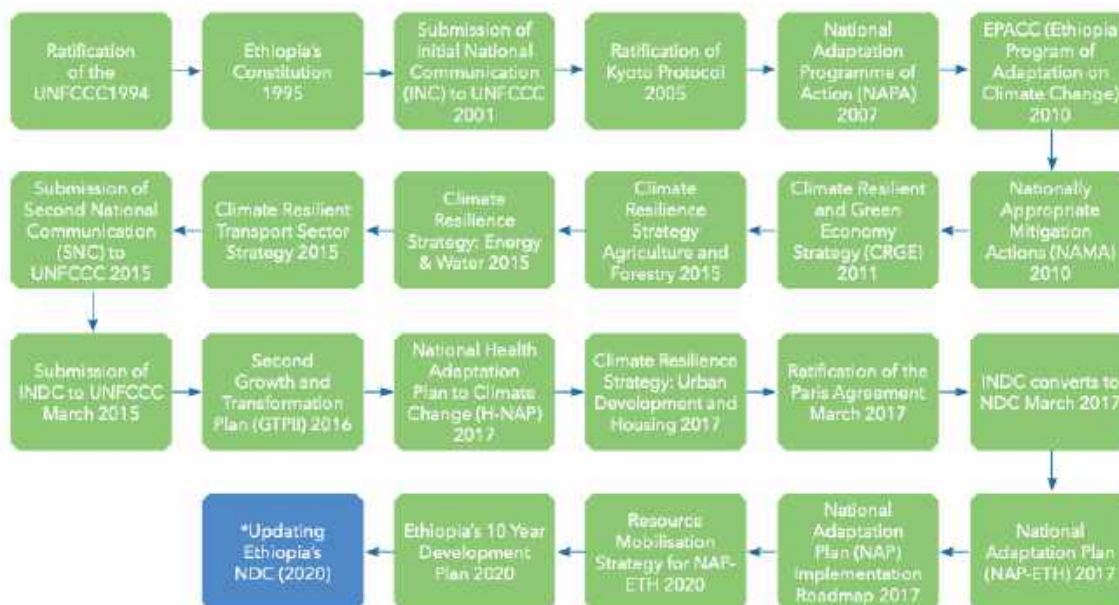 Ratification
of the
UNFCCC1994
Ethiopia's
Constitution
1995
Submission of
Initial National
Communication
(INC) to UNFCCC
2001
Ratification of
Kyoto Protocol
2005
National
Adaptation
Programme of
Action (NAPA)
2007
EPACC (Ethiopia
Program of
Adaptation on
Climate Change)
2010
Nationally
Appropriate
Mitigation
Actions (NAMA)
2010
Climate Resilient
and Green
Economy
Strategy (CRGE)
2011
Climate
Resilience
Strategy
Agriculture and
Forestry 2015
Climate
Resilience
Strategy: Energy
& Water 2015
Climate Resilient
Transport Sector
Strategy 2015
Submission of
Second National
Communication
(SNC) to
UNFCCC 2015
Submission of
INDC to UNFCCC
March 2015
Second
Growth and
Transformation
Plan (GTPII) 2016
National Health
Adaptation
Plan to Climate
Change (H-NAP)
2017
Climate Resilience
Strategy: Urban
Development and
Housing 2017
Ratification of the
Paris Agreement
March 2017
INDC converts to
NDC March 2017
National
Adaptation Plan
(NAP-ETH) 2017
National
Adaptation
Plan (NAP)
Implementation
Roadmap 2017
Resource
Mobilisation
Strategy for NAP-
ETH 2020
Ethiopia's 10 Year
Development
Plan 2020
*Updating
Ethiopia's
NDC (2020)